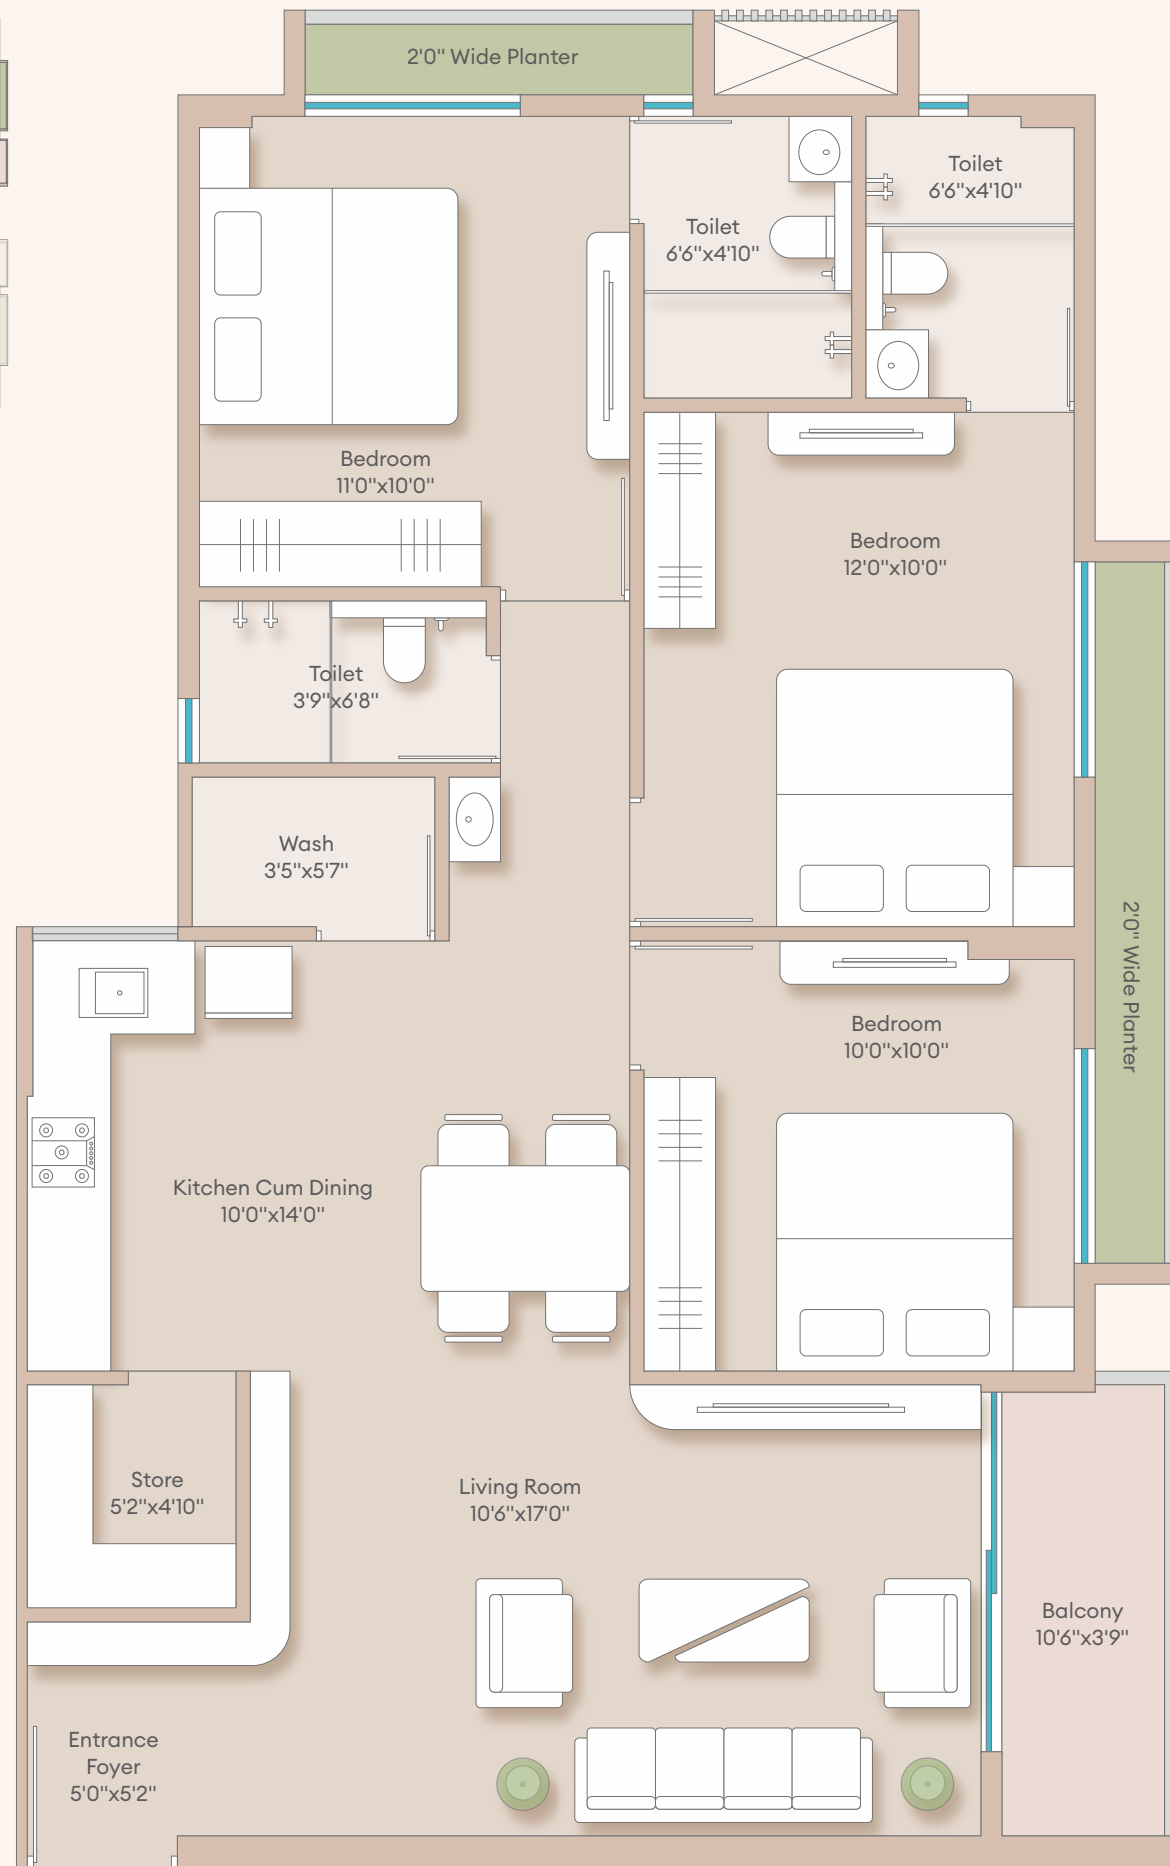 2'0" Wide Planter
Toilet
6'6"x4'10"
Toilet
6'6"x4'10"
Bedroom
11'0"x10'0"
Bedroom
12'0"x10'0"
Toilet
3'9"x6'8"
Wash
3'5"x5'7"
2'0" Wide Planter
Bedroom
10'0"x10'0"
Kitchen Cum Dining
10'0"x14'0"
Store
5'2"x4'10"
Living Room
10'6"x17'0"
Balcony
10'6"x3'9"
Entrance
Foyer
5'0"x5'2"